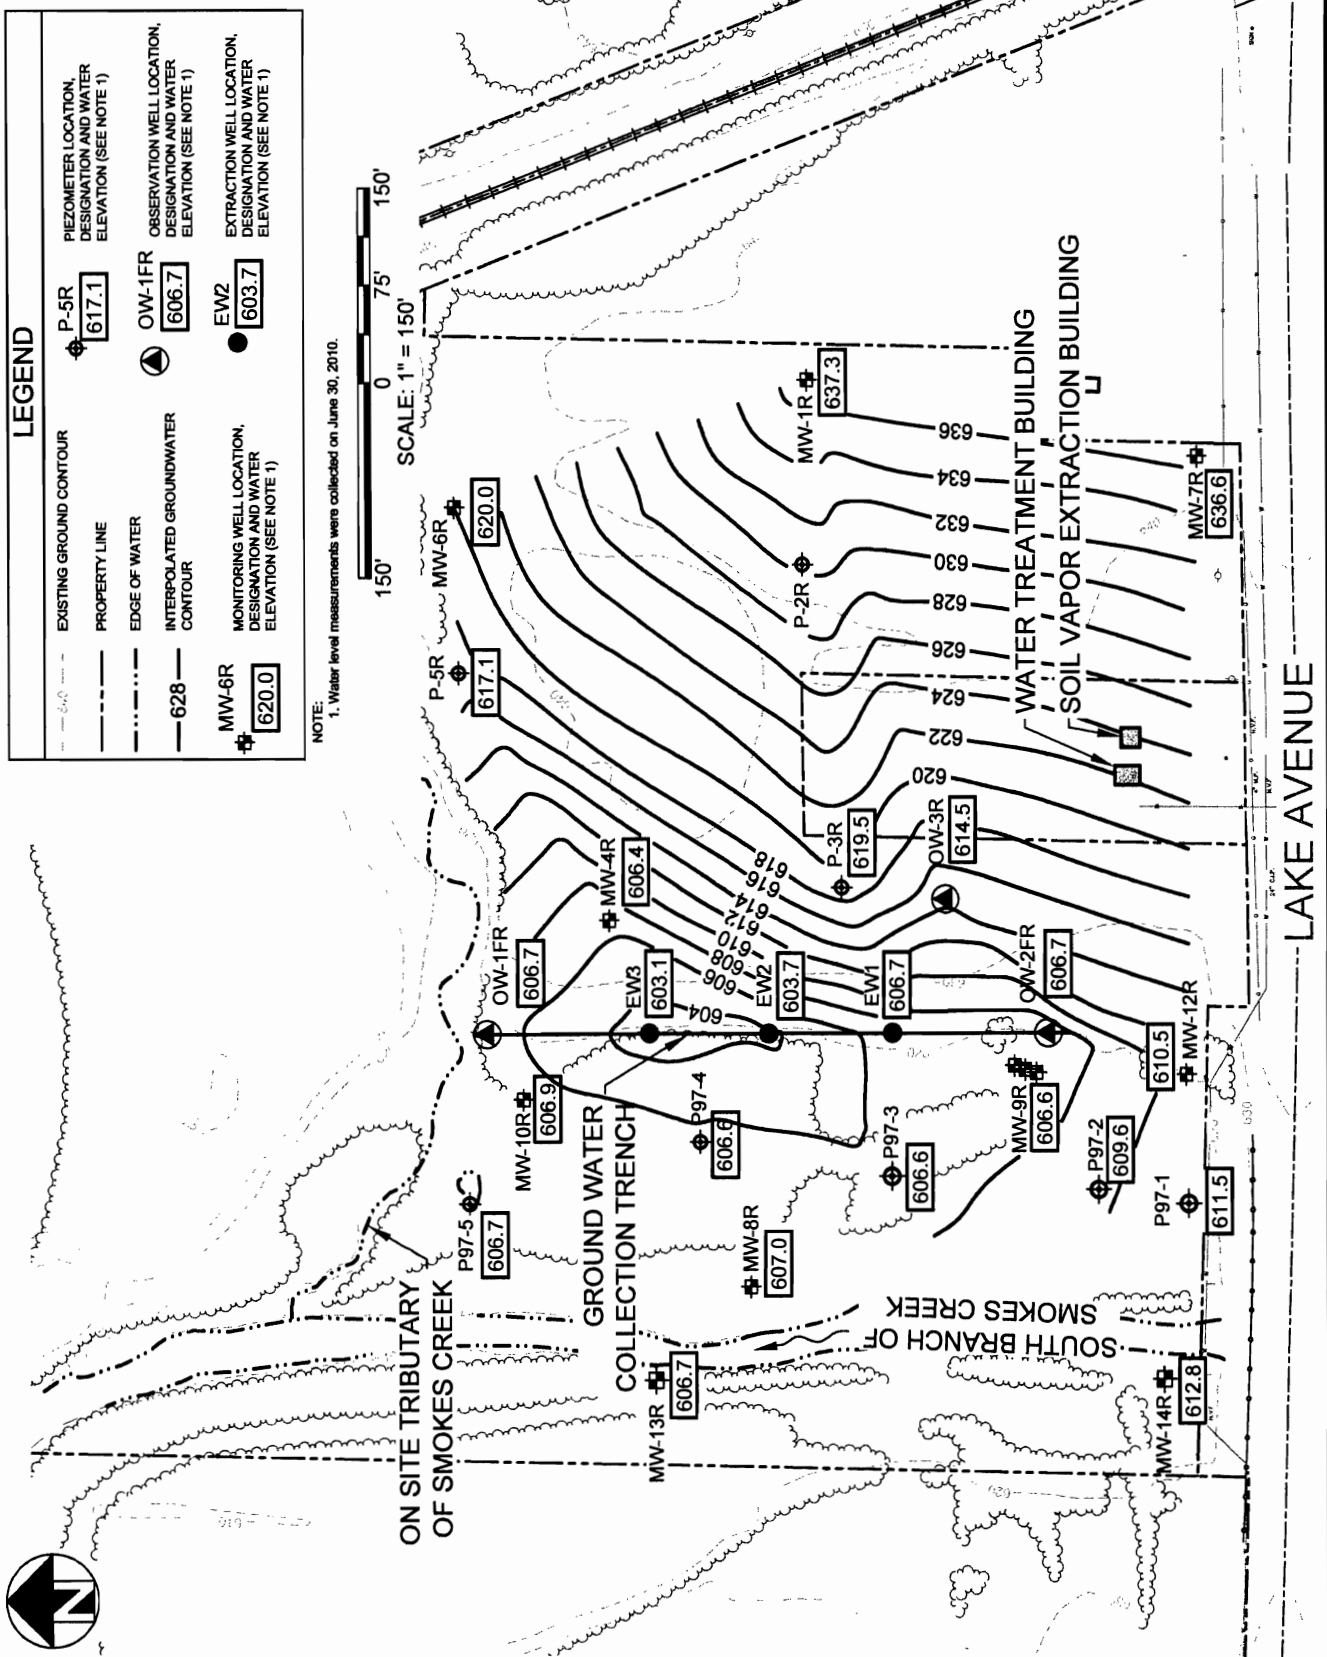 LEGEND
EXISTING GROUND CONTOUR
PROPERTY LINE
EDGE OF WATER
INTERPOLATED GROUNDWATER
CONTOUR
628
MONITORING WELL LOCATION,
DESIGNATION AND WATER
ELEVATION (SEE NOTE 1)
MW-6R
620.0
P-5R
617.1
PIEZOMETER LOCATION,
DESIGNATION AND WATER
ELEVATION (SEE NOTE 1)
OW-1FR
606.7
OBSERVATION WELL LOCATION,
DESIGNATION AND WATER
ELEVATION (SEE NOTE 1)
EW2
603.7
EXTRACTION WELL LOCATION,
DESIGNATION AND WATER
ELEVATION (SEE NOTE 1)
NOTE:
1. Water level measurements were collected on June 30, 2010.
150'
0
75'
150'
SCALE: 1" = 150'
MW-6R
620.0
P-5R
617.1
MW-1R
637.3
MW-7R
636.6
P-2R
P-3R
619.5
OW-3R
614.5
MW-4R
606.4
OW-1FR
606.7
EW3
603.1
EW2
603.7
EW1
606.7
OW-2FR
606.7
MW-12R
610.5
MW-10R
606.9
P97-4
606.6
P97-3
606.6
MW-9R
606.6
P97-2
609.6
P97-1
611.5
P97-5
606.7
MW-8R
607.0
MW-13R
606.7
MW-14R
612.8
636
634
632
630
628
626
624
622
620
618
616
614
612
610
608
606
604
WATER TREATMENT BUILDING
SOIL VAPOR EXTRACTION BUILDING
GROUND WATER
COLLECTION TRENCH
ON SITE TRIBUTARY
OF SMOKES CREEK
SOUTH BRANCH OF
SMOKES CREEK
LAKE AVENUE
N
640
630
620